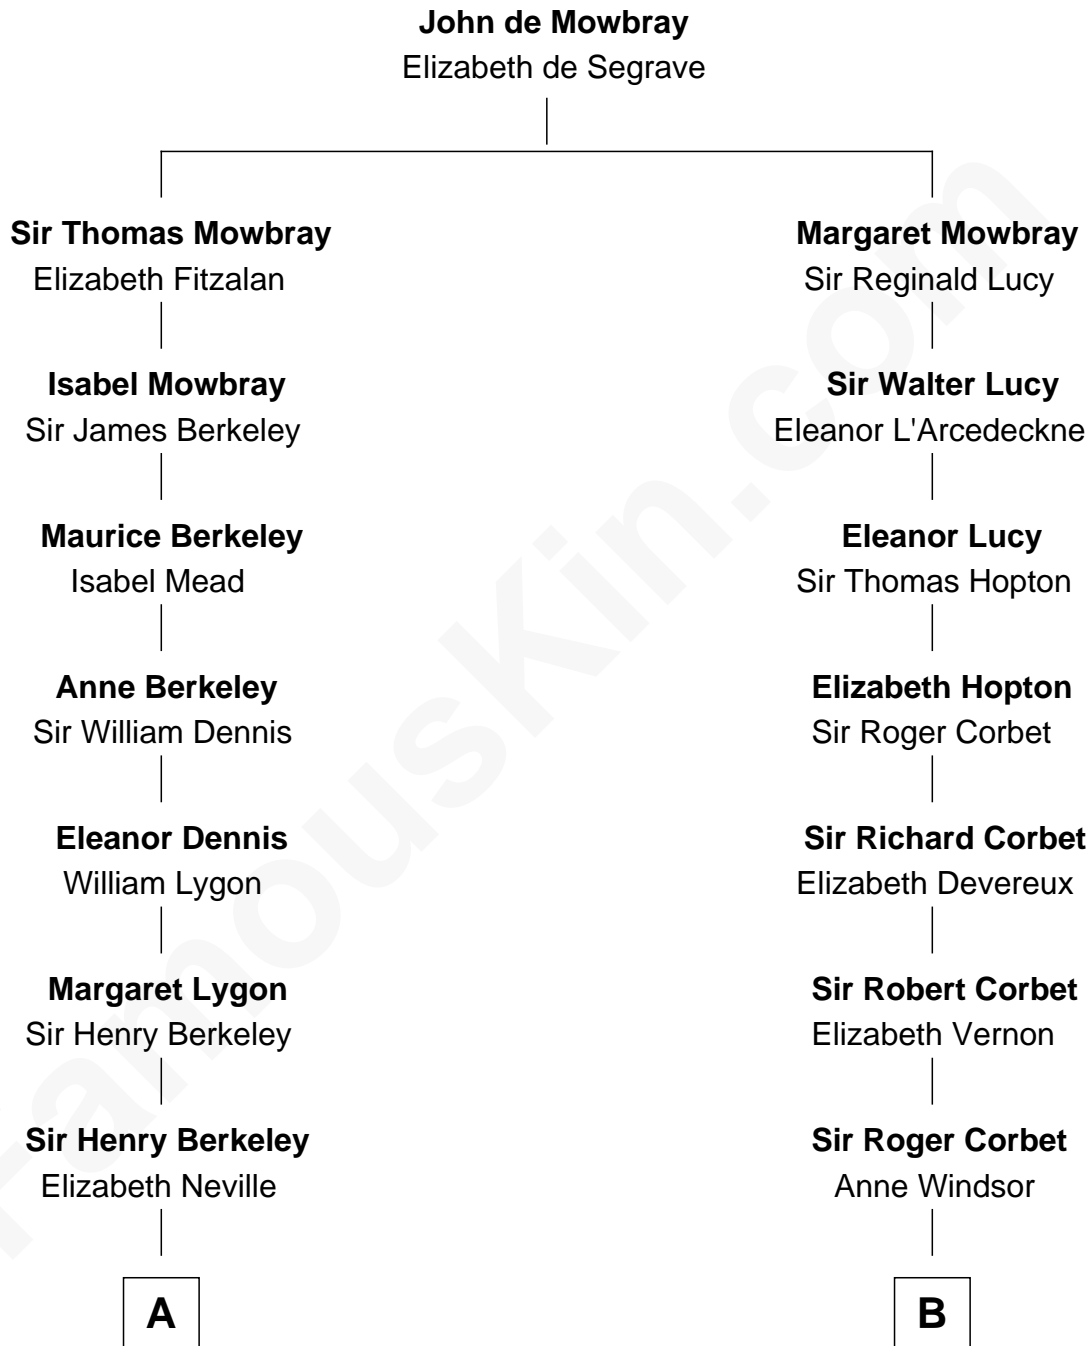 John de Mowbray
Elizabeth de Segrave
Sir Thomas Mowbray
Elizabeth Fitzalan
Margaret Mowbray
Sir Reginald Lucy
Isabel Mowbray
Sir James Berkeley
Sir Walter Lucy
Eleanor L'Arcedeckne
Maurice Berkeley
Isabel Mead
Eleanor Lucy
Sir Thomas Hopton
Anne Berkeley
Sir William Dennis
Elizabeth Hopton
Sir Roger Corbet
Eleanor Dennis
William Lygon
Sir Richard Corbet
Elizabeth Devereux
Margaret Lygon
Sir Henry Berkeley
Sir Robert Corbet
Elizabeth Vernon
Sir Henry Berkeley
Elizabeth Neville
Sir Roger Corbet
Anne Windsor
A
B
FamousKin.com